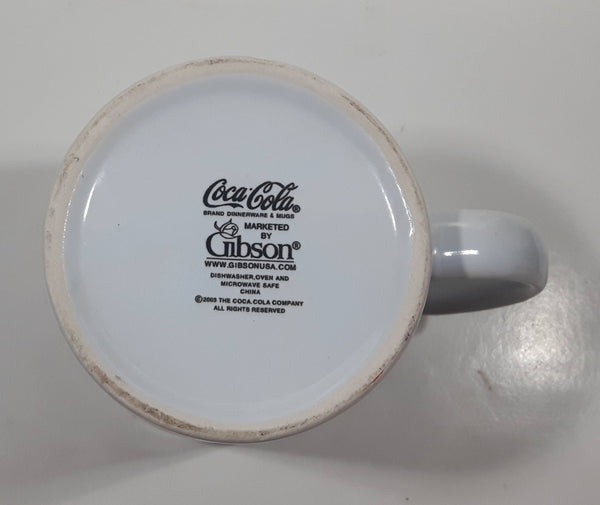 Coca-Cola®
BRAND DINNERWARE & MUGS
MARKETED
BY
Gibson®
WWW.GIBSONUSA.COM
DISHWASHER,OVEN AND
MICROWAVE SAFE
CHINA
©2003 THE COCA.COLA COMPANY
ALL RIGHTS RESERVED